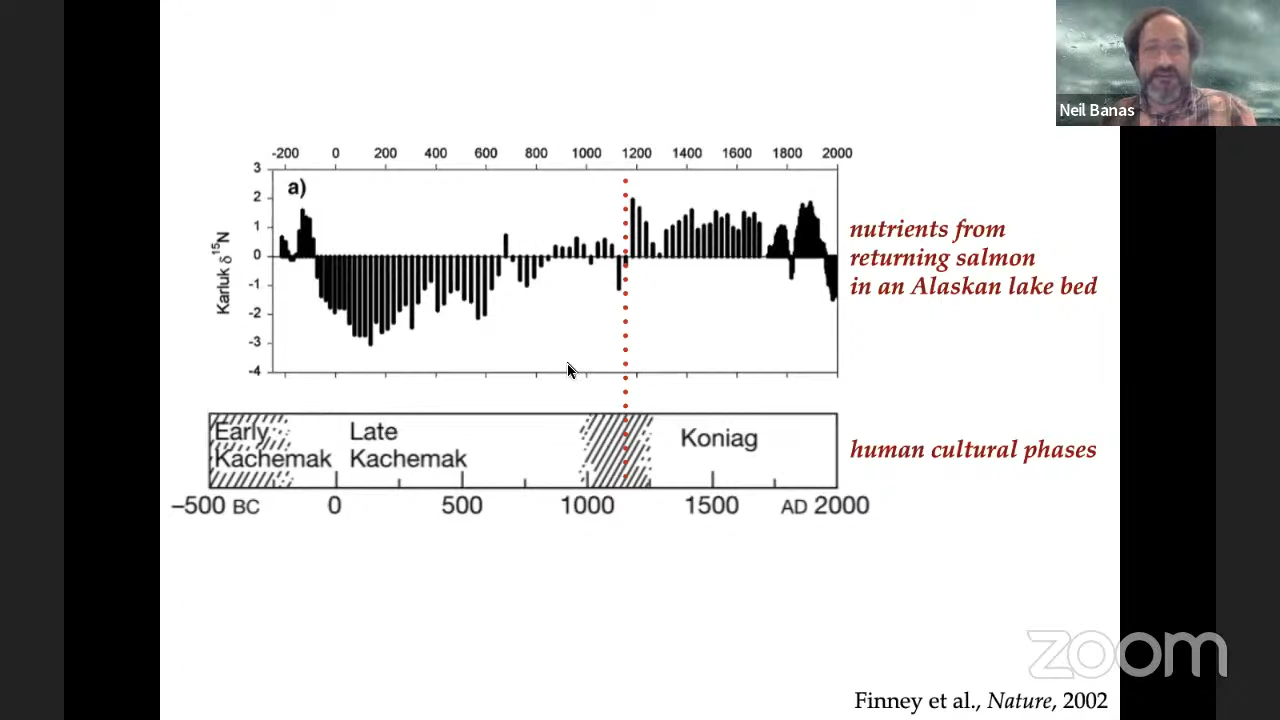 Neil Banas
-200 0 200 400 600 800 1000 1200 1400 1600 1800 2000
3
a)
2
1
0
-1
-2
-3
-4
Karluk δ15N
nutrients from
returning salmon
in an Alaskan lake bed
Early Late Koniag
Kachemak Kachemak
human cultural phases
−500 BC 0 500 1000 1500 AD 2000
zoom
Finney et al., Nature, 2002